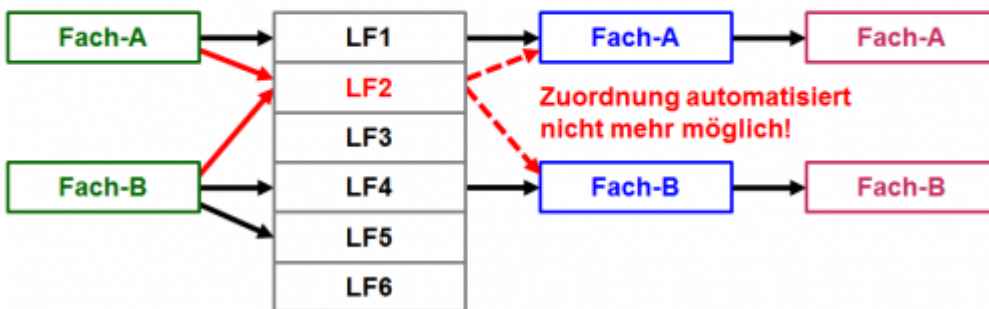 Fach-A
LF1
Fach-A
Fach-A
LF2
Zuordnung automatisiert
nicht mehr möglich!
LF3
Fach-B
LF4
Fach-B
Fach-B
LF5
LF6